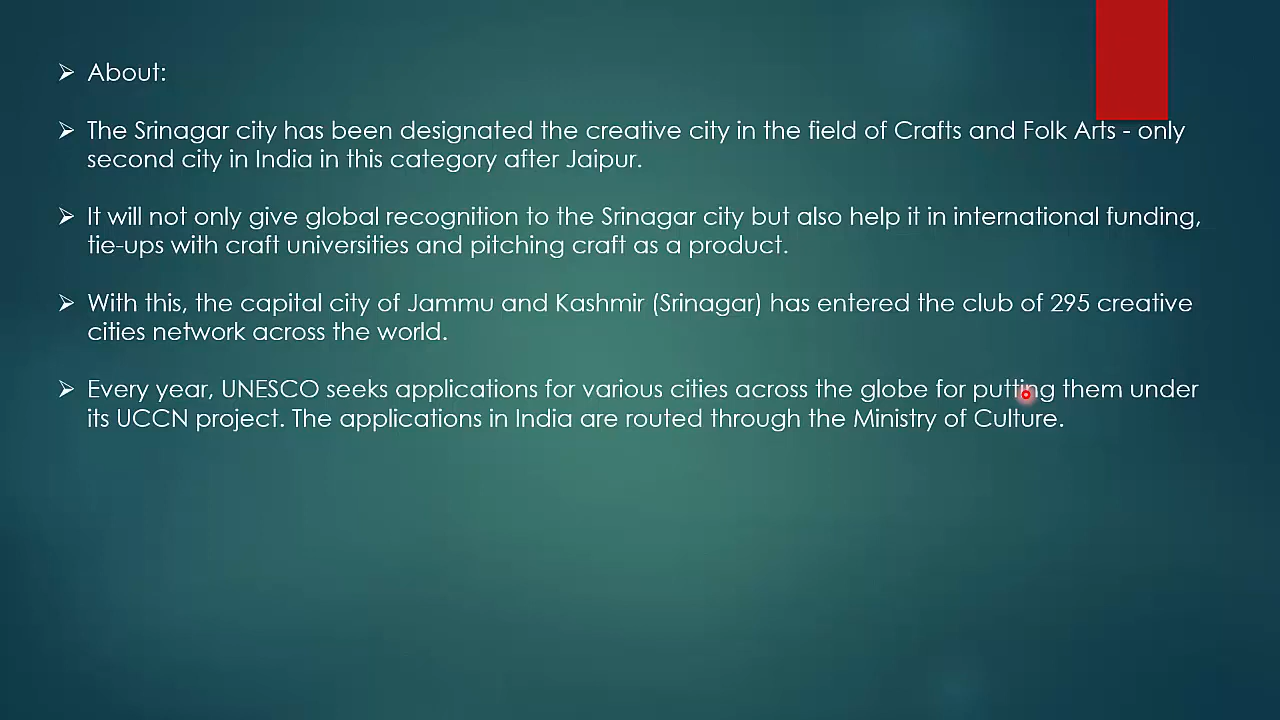 ➢ About:
➢ The Srinagar city has been designated the creative city in the field of Crafts and Folk Arts - only
second city in India in this category after Jaipur.
➢ It will not only give global recognition to the Srinagar city but also help it in international funding,
tie-ups with craft universities and pitching craft as a product.
➢ With this, the capital city of Jammu and Kashmir (Srinagar) has entered the club of 295 creative
cities network across the world.
➢ Every year, UNESCO seeks applications for various cities across the globe for putting them under
its UCCN project. The applications in India are routed through the Ministry of Culture.